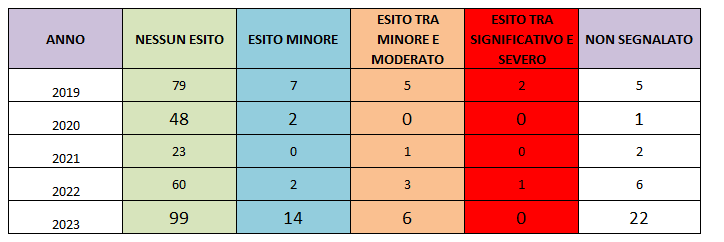 ANNO NESSUN ESITO ESITO MINORE ESITO TRA MINORE E MODERATO ESITO TRA SIGNIFICATIVO E SEVERO NON SEGNALATO
2019 79 7 5 2 5
2020 48 2 0 0 1
2021 23 0 1 0 2
2022 60 2 3 1 6
2023 99 14 6 0 22